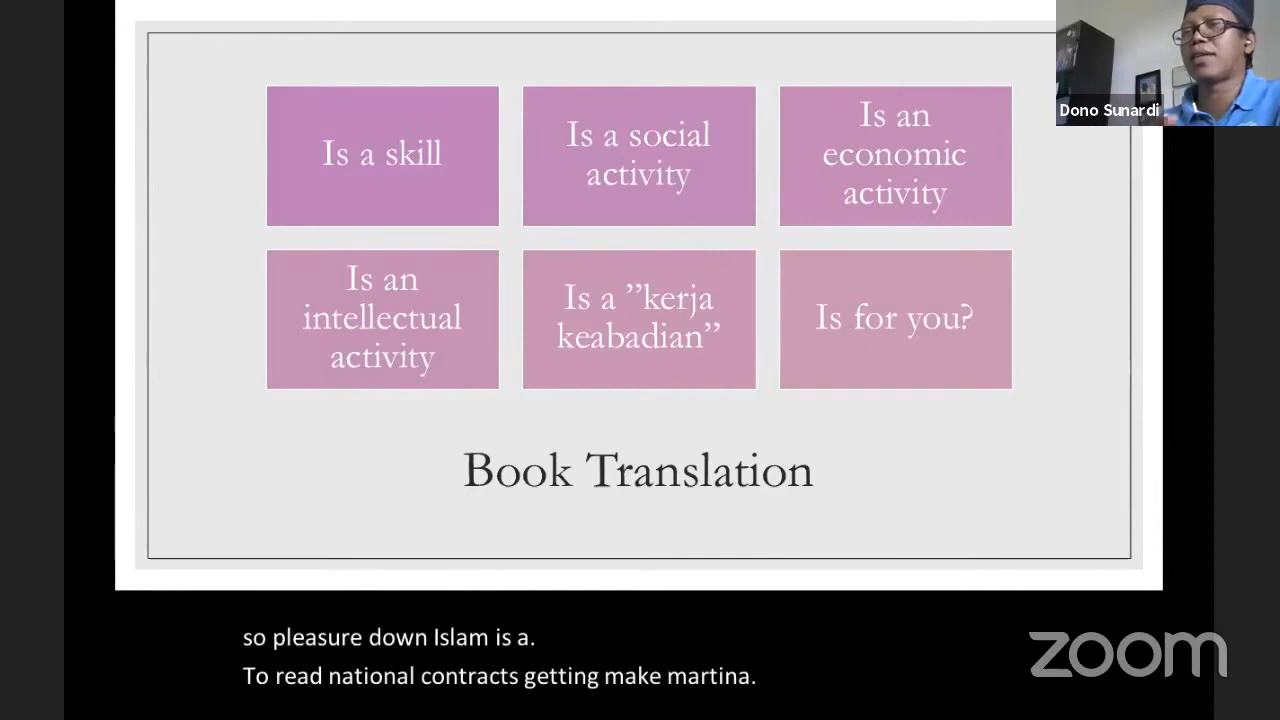 Is a skill
Is a social
activity
Is an
economic
activity
Is an
intellectual
activity
Is a ”kerja
keabadian”
Is for you?
Book Translation
Dono Sunardi
so pleasure down Islam is a.
To read national contracts getting make martina.
zoom